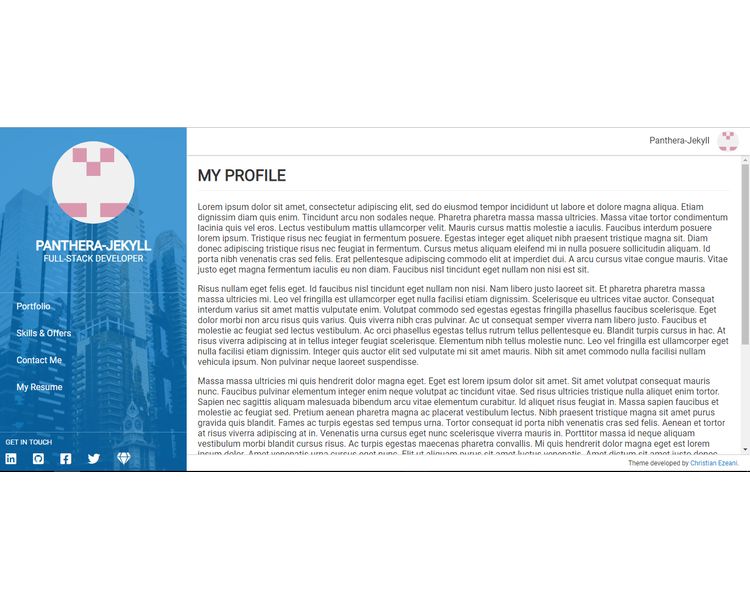 PANTHERA-JEKYLL
FULL-STACK DEVELOPER
Portfolio
Skills & Offers
Contact Me
My Resume
GET IN TOUCH
Panthera-Jekyll
MY PROFILE
Lorem ipsum dolor sit amet, consectetur adipiscing elit, sed do eiusmod tempor incididunt ut labore et dolore magna aliqua. Etiam
dignissim diam quis enim. Tincidunt arcu non sodales neque. Pharetra pharetra massa massa ultricies. Massa vitae tortor condimentum
lacinia quis vel eros. Lectus vestibulum mattis ullamcorper velit. Mauris cursus mattis molestie a iaculis. Faucibus interdum posuere
lorem ipsum. Tristique risus nec feugiat in fermentum posuere. Egestas integer eget aliquet nibh praesent tristique magna sit. Diam
donec adipiscing tristique risus nec feugiat in fermentum. Cursus metus aliquam eleifend mi in nulla posuere sollicitudin aliquam. Id
porta nibh venenatis cras sed felis. Erat pellentesque adipiscing commodo elit at imperdiet dui. A arcu cursus vitae congue mauris. Vitae
justo eget magna fermentum iaculis eu non diam. Faucibus nisl tincidunt eget nullam non nisi est sit.
Risus nullam eget felis eget. Id faucibus nisl tincidunt eget nullam non nisi. Nam libero justo laoreet sit. Et pharetra pharetra massa
massa ultricies mi. Leo vel fringilla est ullamcorper eget nulla facilisi etiam dignissim. Scelerisque eu ultrices vitae auctor. Consequat
interdum varius sit amet mattis vulputate enim. Volutpat commodo sed egestas egestas fringilla phasellus faucibus scelerisque. Eget
dolor morbi non arcu risus quis varius. Quis viverra nibh cras pulvinar. Ac ut consequat semper viverra nam libero justo. Faucibus et
molestie ac feugiat sed lectus vestibulum. Ac orci phasellus egestas tellus rutrum tellus pellentesque eu. Blandit turpis cursus in hac. At
risus viverra adipiscing at in tellus integer feugiat scelerisque. Elementum nibh tellus molestie nunc. Leo vel fringilla est ullamcorper eget
nulla facilisi etiam dignissim. Integer quis auctor elit sed vulputate mi sit amet mauris. Nibh sit amet commodo nulla facilisi nullam
vehicula ipsum. Non pulvinar neque laoreet suspendisse.
Massa massa ultricies mi quis hendrerit dolor magna eget. Eget est lorem ipsum dolor sit amet. Sit amet volutpat consequat mauris
nunc. Faucibus pulvinar elementum integer enim neque volutpat ac tincidunt vitae. Sed risus ultricies tristique nulla aliquet enim tortor.
Sapien nec sagittis aliquam malesuada bibendum arcu vitae elementum curabitur. Id aliquet risus feugiat in. Massa sapien faucibus et
molestie ac feugiat sed. Pretium aenean pharetra magna ac placerat vestibulum lectus. Nibh praesent tristique magna sit amet purus
gravida quis blandit. Fames ac turpis egestas sed tempus urna. Tortor consequat id porta nibh venenatis cras sed felis. Aenean et tortor
at risus viverra adipiscing at in. Venenatis urna cursus eget nunc scelerisque viverra mauris in. Porttitor massa id neque aliquam
vestibulum morbi blandit cursus risus. Ac turpis egestas maecenas pharetra convallis. Mi quis hendrerit dolor magna eget est lorem
ipsum dolor. Amet venenatis urna cursus eget nunc. Elit ut aliquam purus sit amet luctus venenatis. Amet dictum sit amet justo donec
Theme developed by Christian Ezeani.